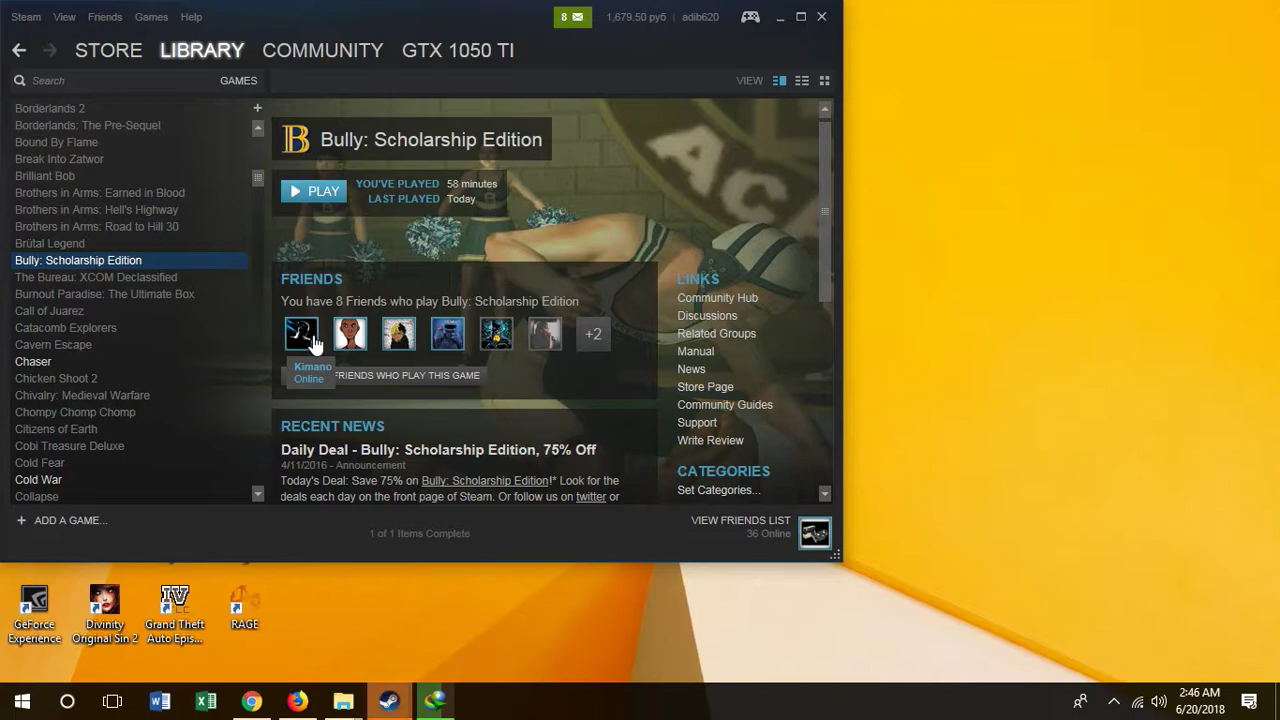 Steam View Friends Games Help
8 1,679.50 руб adib620
STORE LIBRARY COMMUNITY GTX 1050 TI
Search GAMES
VIEW
Borderlands 2
Borderlands: The Pre-Sequel
Bound By Flame
Break Into Zatwor
Brilliant Bob
Brothers in Arms: Earned in Blood
Brothers in Arms: Hell's Highway
Brothers in Arms: Road to Hill 30
Brütal Legend
Bully: Scholarship Edition
The Bureau: XCOM Declassified
Burnout Paradise: The Ultimate Box
Call of Juarez
Catacomb Explorers
Cavern Escape
Chaser
Chicken Shoot 2
Chivalry: Medieval Warfare
Chompy Chomp Chomp
Citizens of Earth
Cobi Treasure Deluxe
Cold Fear
Cold War
Collapse
+ ADD A GAME...
B Bully: Scholarship Edition
PLAY
YOU'VE PLAYED 58 minutes
LAST PLAYED Today
AC
FRIENDS
You have 8 Friends who play Bully: Scholarship Edition
+2
Kimano
Online
FRIENDS WHO PLAY THIS GAME
RECENT NEWS
Daily Deal - Bully: Scholarship Edition, 75% Off
4/11/2016 - Announcement
Today's Deal: Save 75% on Bully: Scholarship Edition!* Look for the
deals each day on the front page of Steam. Or follow us on twitter or
LINKS
Community Hub
Discussions
Related Groups
Manual
News
Store Page
Community Guides
Support
Write Review
CATEGORIES
Set Categories...
1 of 1 Items Complete
VIEW FRIENDS LIST
36 Online
GeForce
Experience
Divinity
Original Sin 2
IV
Grand Theft
Auto Epis...
RAGE
2:46 AM
6/20/2018